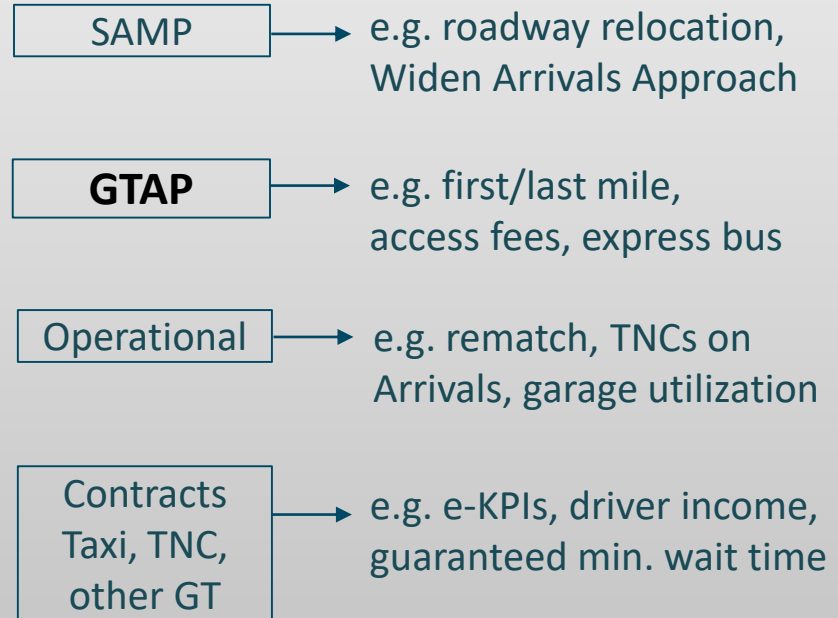 SAMP
e.g. roadway relocation,
Widen Arrivals Approach
GTAP
e.g. first/last mile,
access fees, express bus
Operational
e.g. rematch, TNCs on
Arrivals, garage utilization
Contracts
Taxi, TNC,
other GT
e.g. e-KPIs, driver income,
guaranteed min. wait time